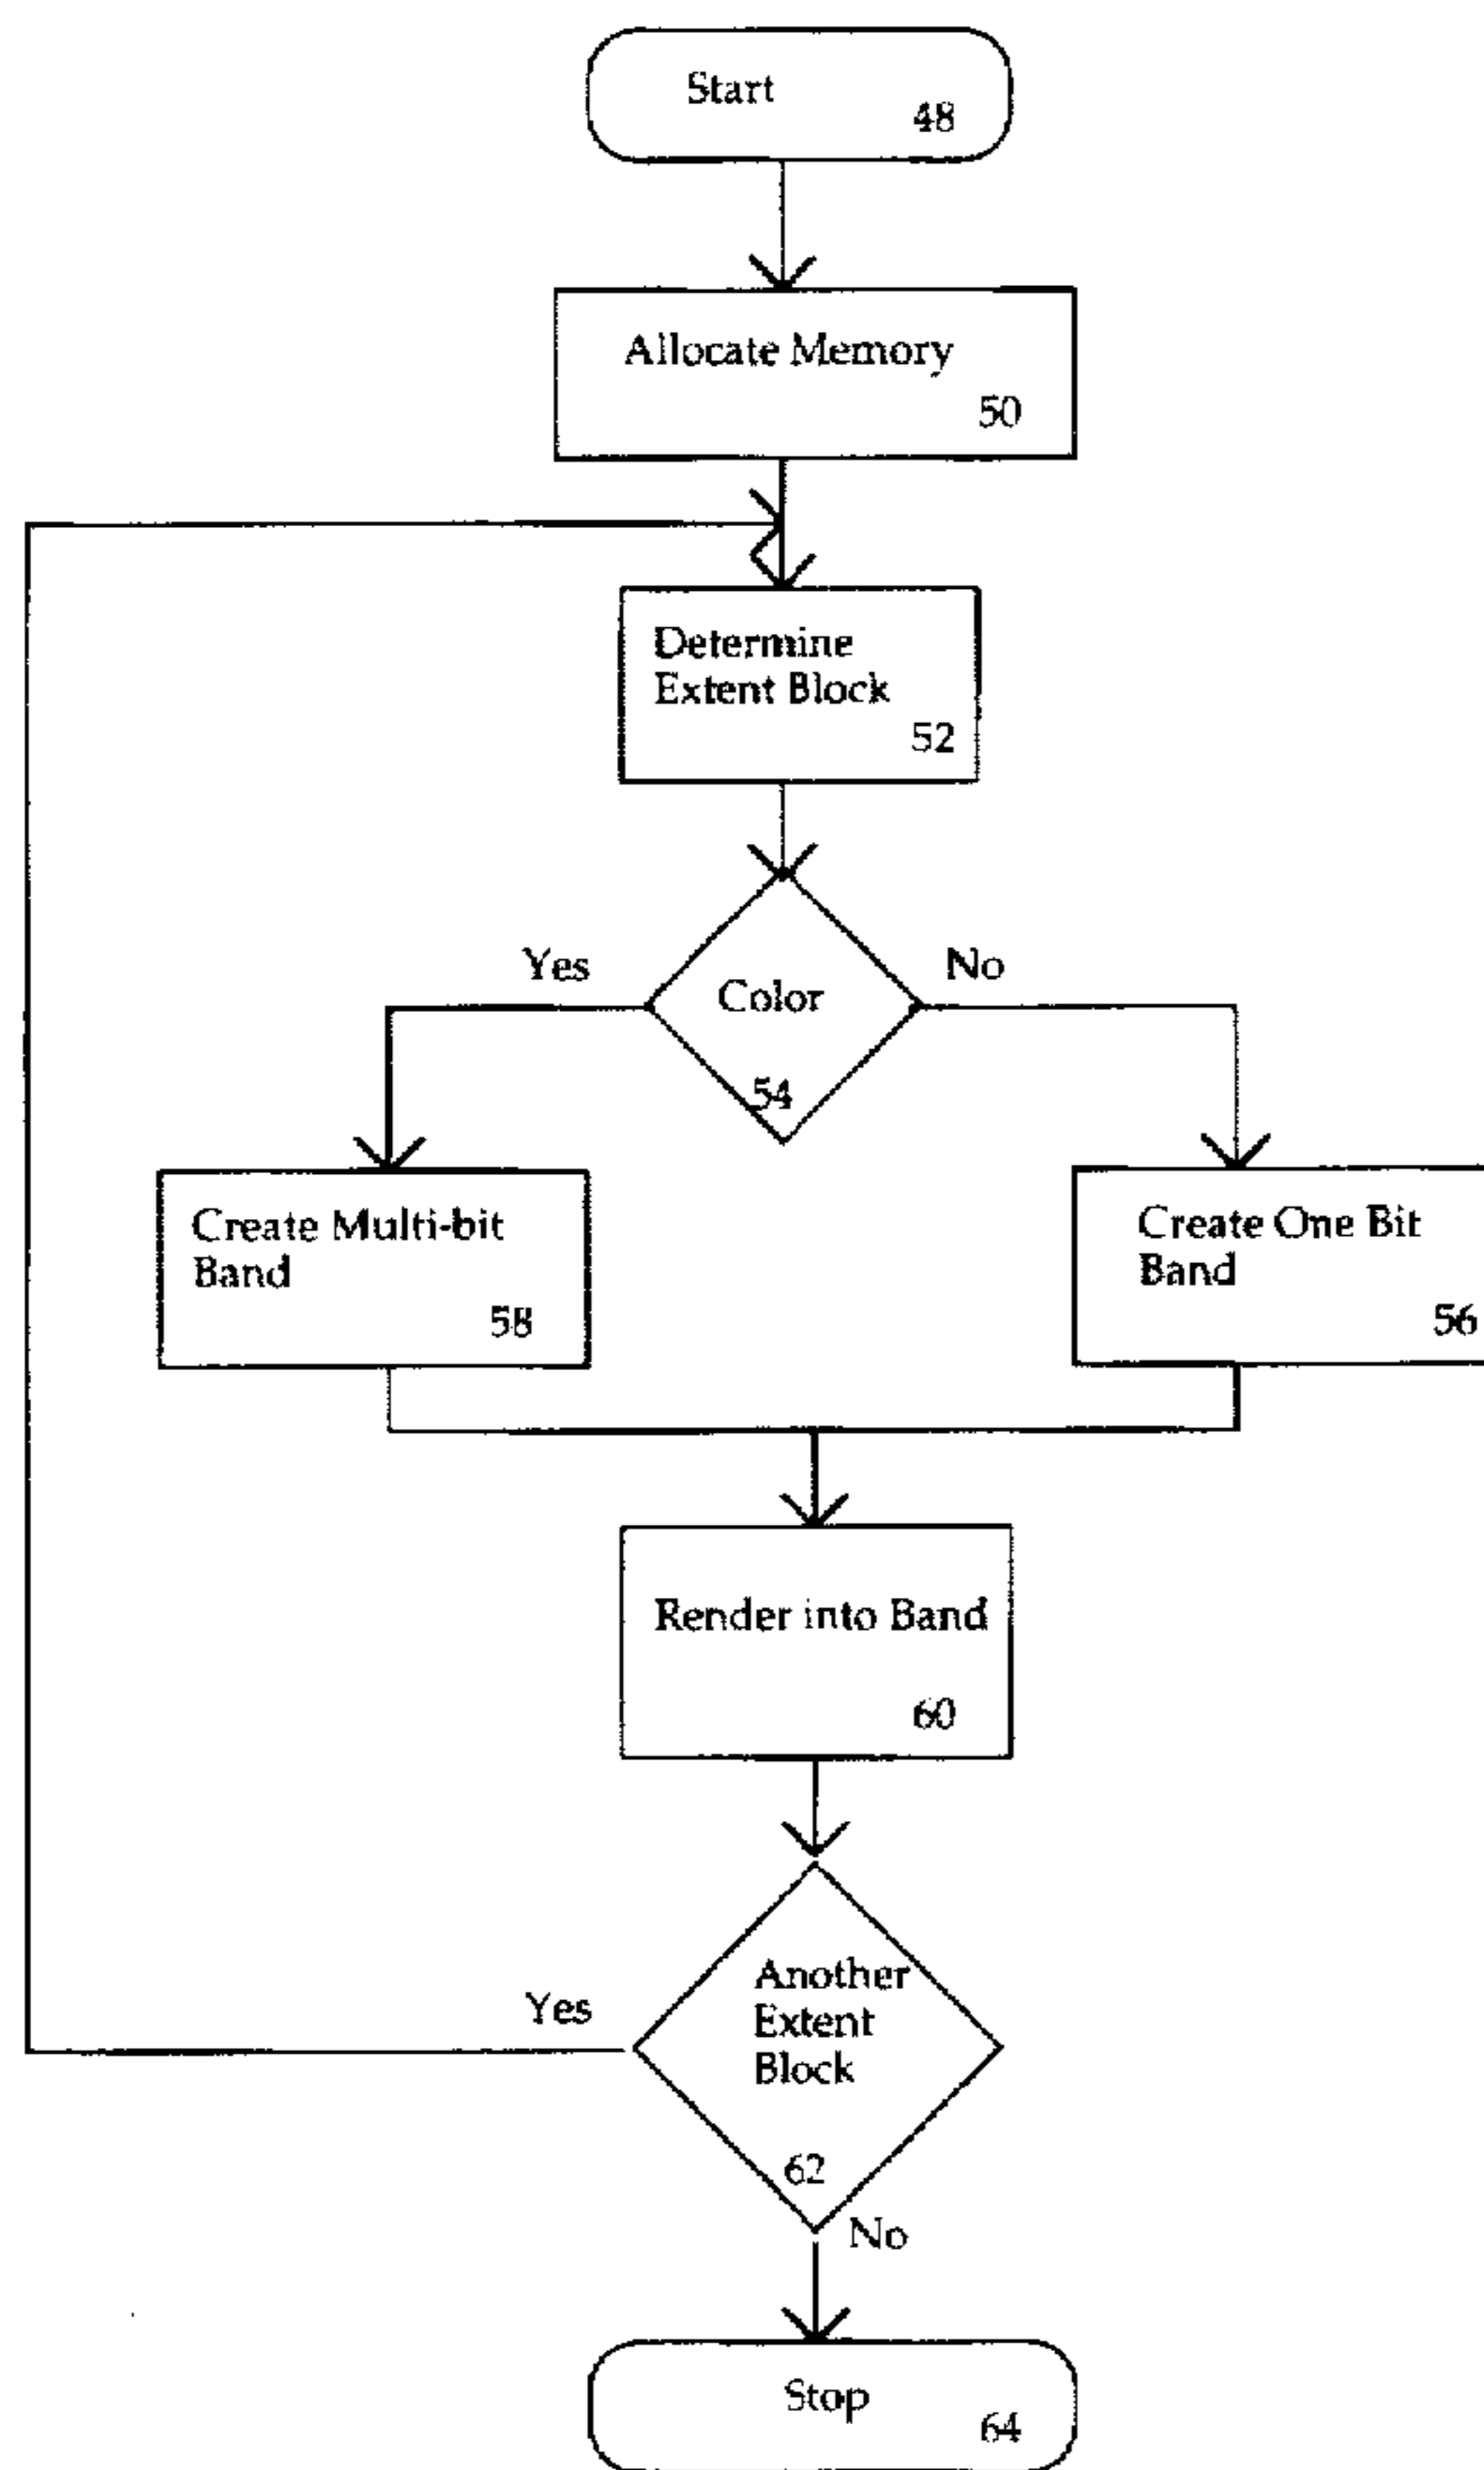 Start
48
Allocate Memory
50
Determine
Extent Block
52
Yes
No
Color
54
Create Multi-bit
Band
58
Create One Bit
Band
56
Render into Band
60
Another
Extent
Block
Yes
62
No
Stop
64